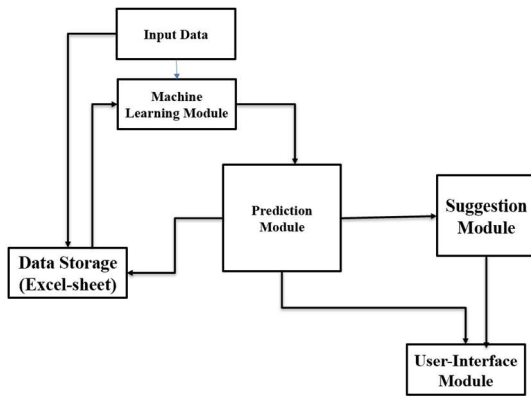 Input Data
Machine
Learning Module
Prediction
Module
Suggestion
Module
Data Storage
(Excel-sheet)
User-Interface
Module